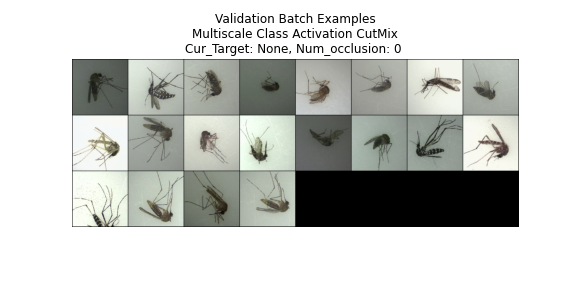 Validation Batch Examples
Multiscale Class Activation CutMix
Cur_Target: None, Num_occlusion: 0